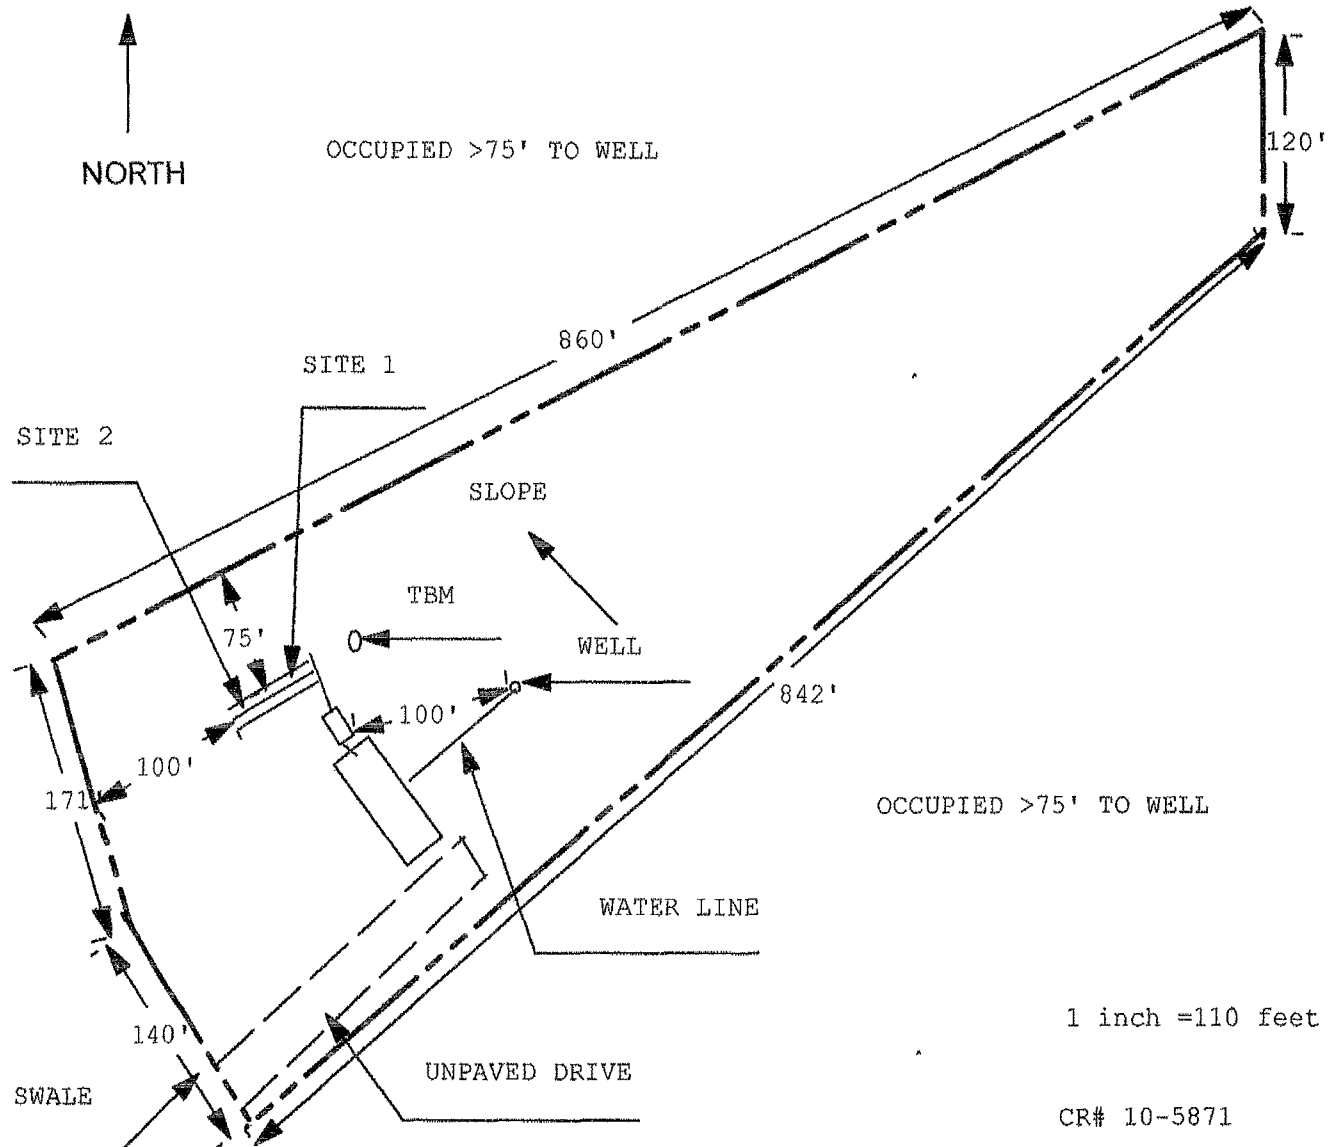 120'
OCCUPIED >75' TO WELL
NORTH
860'
SITE 1
SITE 2
SLOPE
TBM
75'
WELL
842'
100'
100'
171'
OCCUPIED >75' TO WELL
WATER LINE
1 inch =110 feet
140'
UNPAVED DRIVE
SWALE
CR# 10-5871